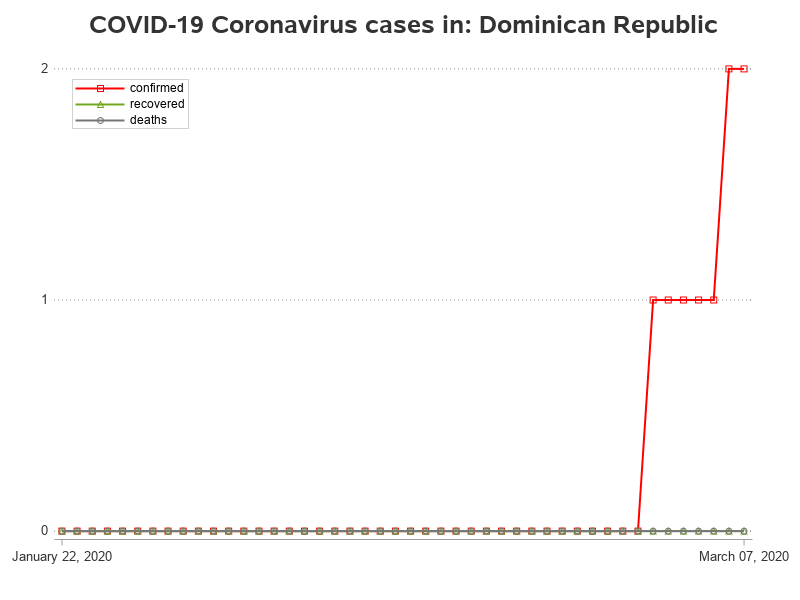 COVID-19 Coronavirus cases in: Dominican Republic
2
confirmed
recovered
deaths
1
0
January 22, 2020
March 07, 2020